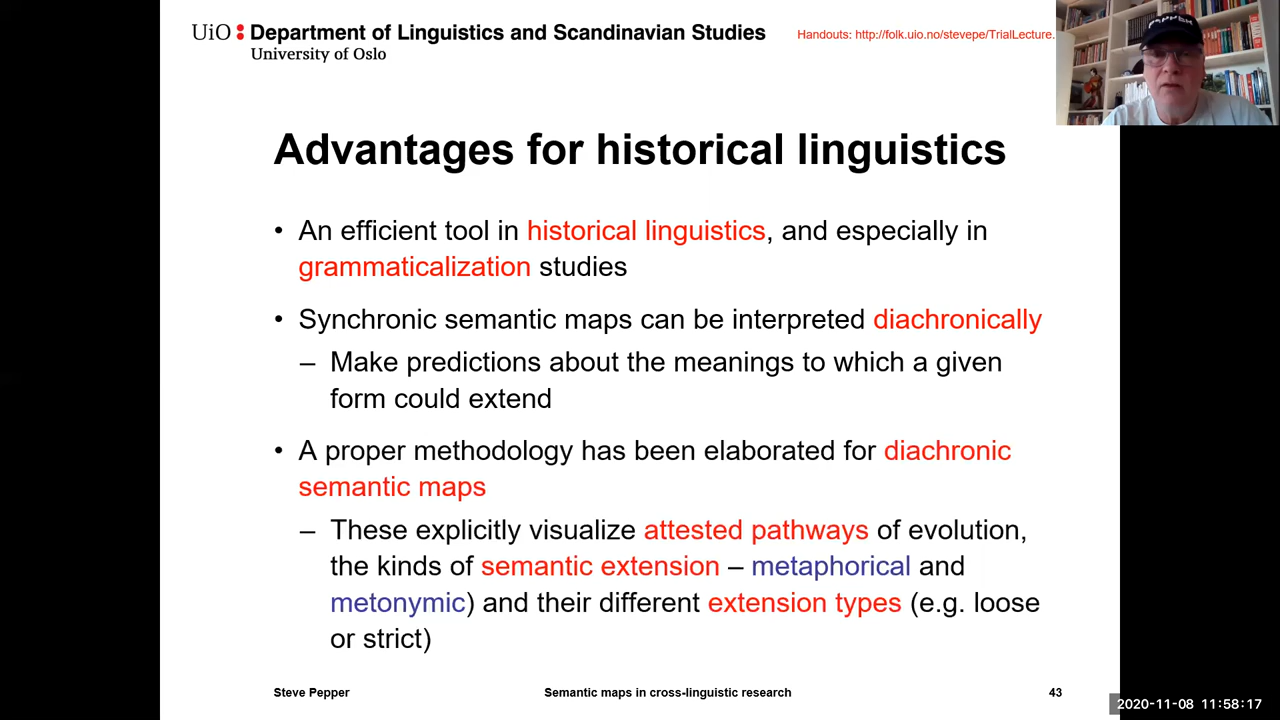 UiO : Department of Linguistics and Scandinavian Studies
University of Oslo
Handouts: http://folk.uio.no/stevepe/TrialLecture.
Advantages for historical linguistics
• An efficient tool in historical linguistics, and especially in
grammaticalization studies
• Synchronic semantic maps can be interpreted diachronically
– Make predictions about the meanings to which a given
form could extend
• A proper methodology has been elaborated for diachronic
semantic maps
– These explicitly visualize attested pathways of evolution,
the kinds of semantic extension – metaphorical and
metonymic) and their different extension types (e.g. loose
or strict)
Steve Pepper
Semantic maps in cross-linguistic research
43
2020-11-08 11:58:17